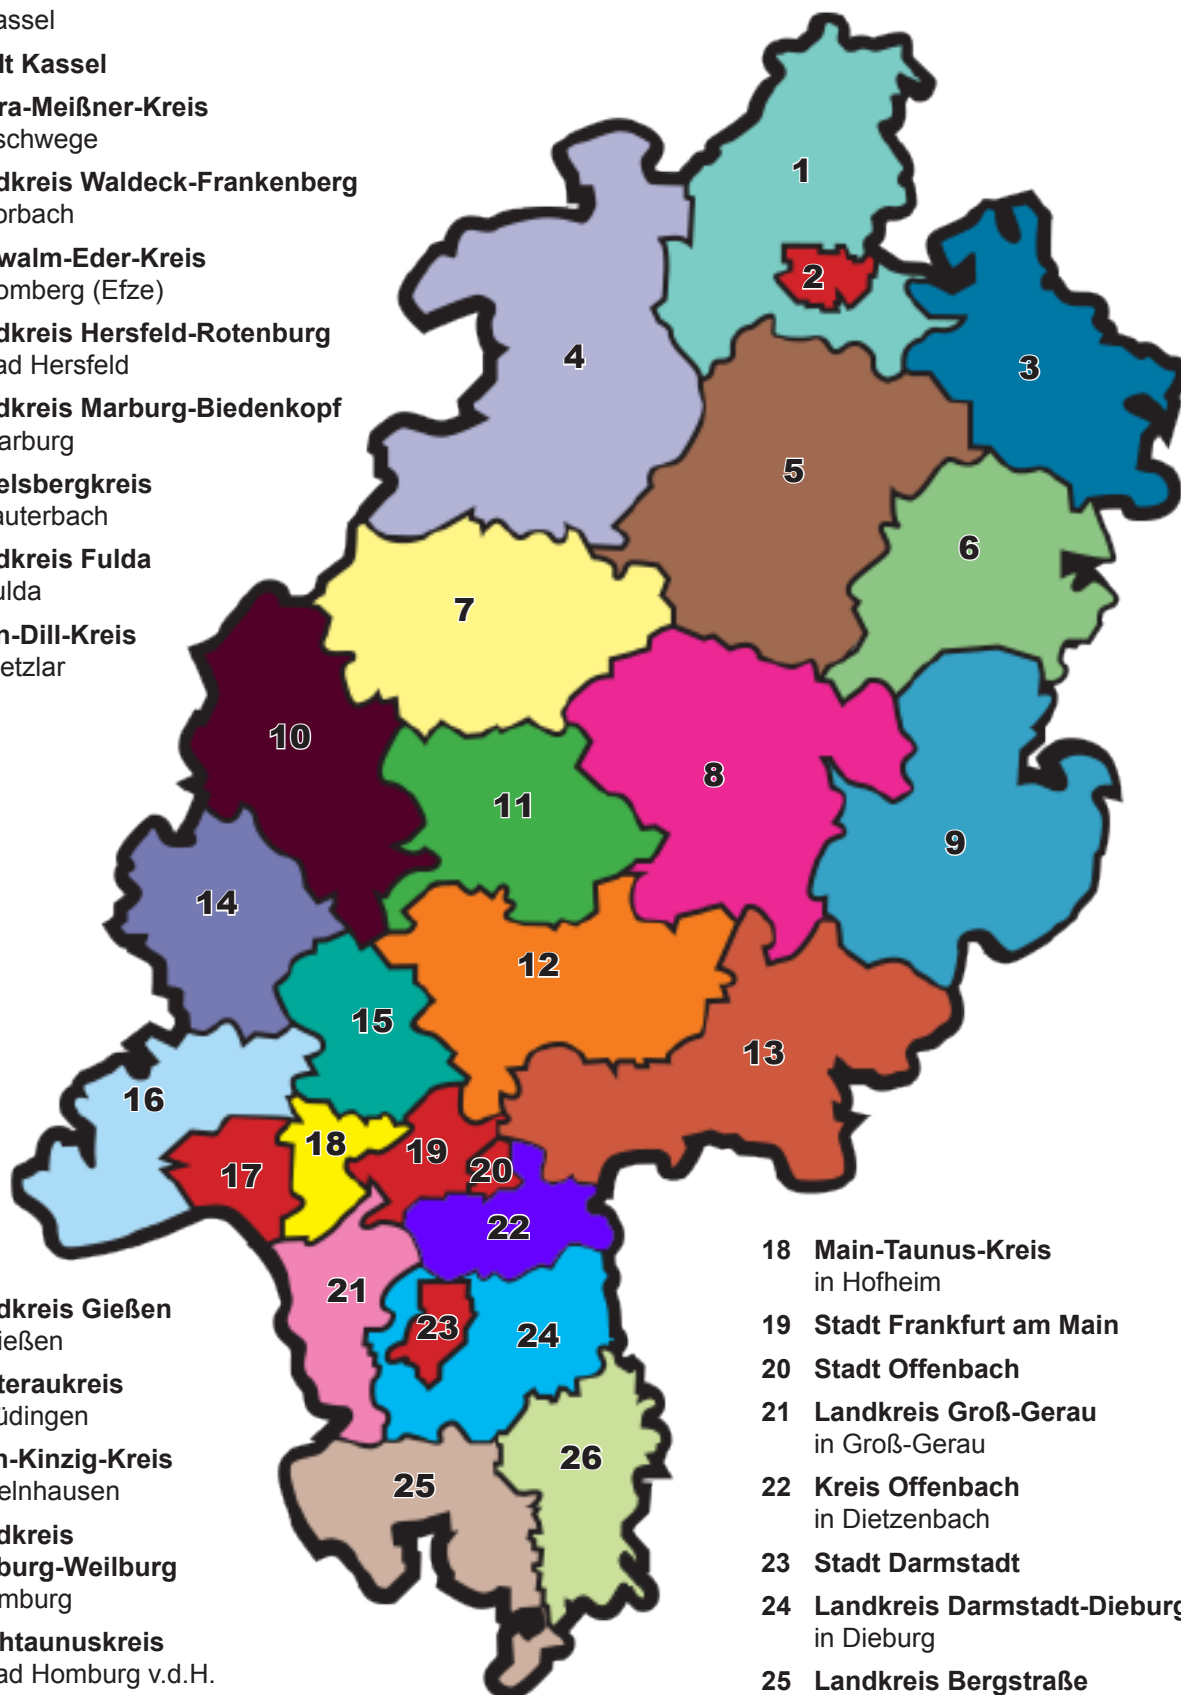 assel
lt Kassel
ra-Meißner-Kreis
schwege
dkreis Waldeck-Frankenberg
orbach
walm-Eder-Kreis
omberg (Efze)
dkreis Hersfeld-Rotenburg
ad Hersfeld
dkreis Marburg-Biedenkopf
arburg
elsbergkreis
auterbach
dkreis Fulda
ulda
n-Dill-Kreis
etzlar
dkreis Gießen
ießen
teraukreis
üdingen
n-Kinzig-Kreis
elnhausen
dkreis
burg-Weilburg
mburg
htaunuskreis
ad Homburg v.d.H.
1
2
3
4
5
6
7
8
9
10
11
12
13
14
15
16
17
18
19
20
21
22
23
24
25
26
18 Main-Taunus-Kreis
in Hofheim
19 Stadt Frankfurt am Main
20 Stadt Offenbach
21 Landkreis Groß-Gerau
in Groß-Gerau
22 Kreis Offenbach
in Dietzenbach
23 Stadt Darmstadt
24 Landkreis Darmstadt-Dieburg
in Dieburg
25 Landkreis Bergstraße